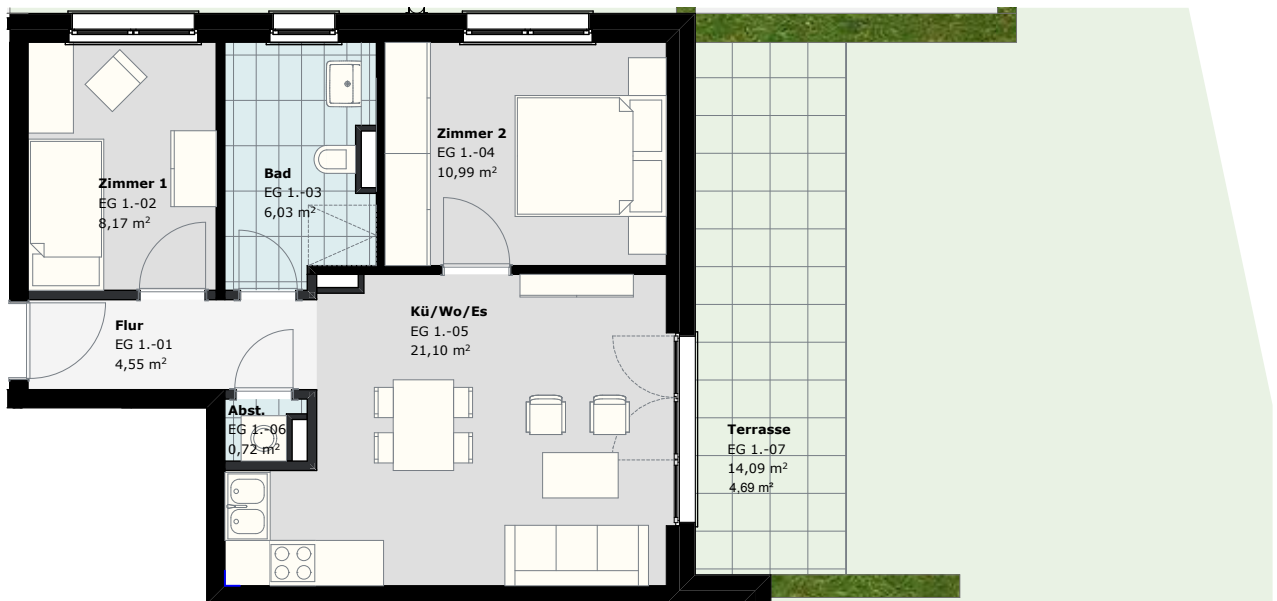 Zimmer 1
EG 1.-02
8,17 m²
Bad
EG 1.-03
6,03 m²
Zimmer 2
EG 1.-04
10,99 m²
Flur
EG 1.-01
4,55 m²
Kü/Wo/Es
EG 1.-05
21,10 m²
Abst.
EG 1.-06
0,72 m²
Terrasse
EG 1.-07
14,09 m²
4,69 m²